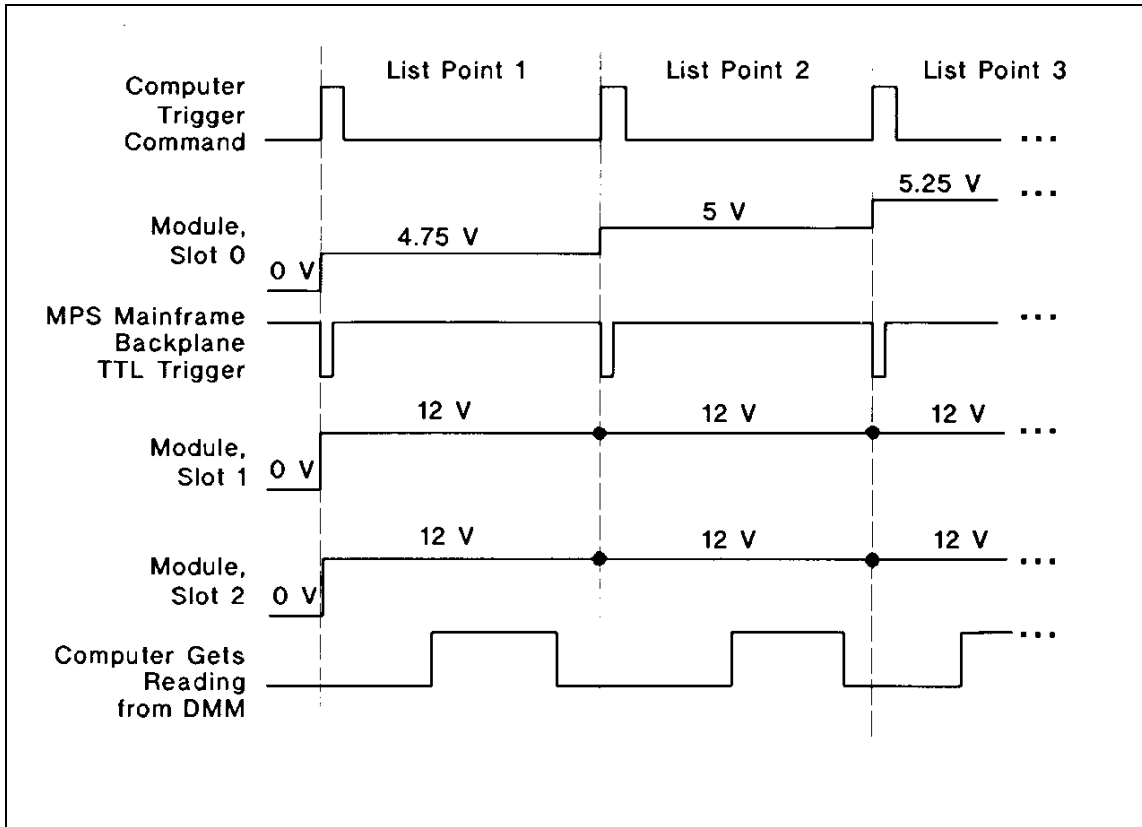 List Point 1 List Point 2 List Point 3
Computer
Trigger
Command
...
5.25 V ...
5 V
Module,
Slot 0
4.75 V
0 V
MPS Mainframe
Backplane
TTL Trigger
...
12 V 12 V 12 V
...
Module,
Slot 1
0 V
12 V 12 V 12 V
...
Module,
Slot 2
0 V
...
Computer Gets
Reading
from DMM